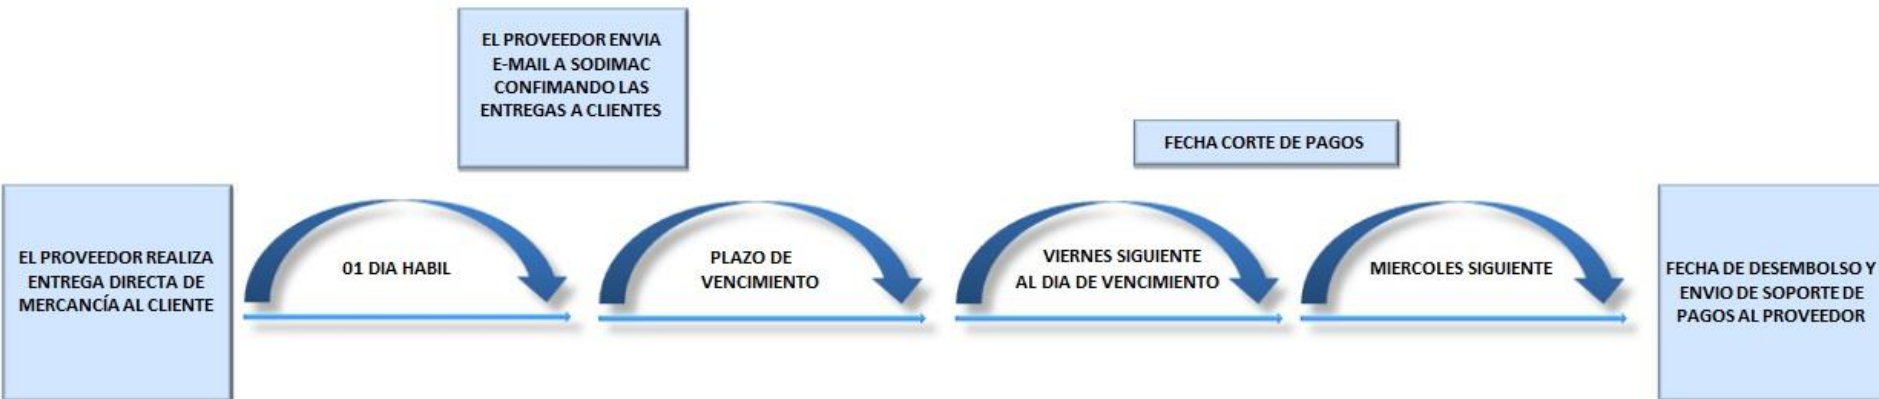 EL PROVEEDOR REALIZA
ENTREGA DIRECTA DE
MERCANCÍA AL CLIENTE
01 DIA HABIL
EL PROVEEDOR ENVIA
E-MAIL A SODIMAC
CONFIMANDO LAS
ENTREGAS A CLIENTES
PLAZO DE
VENCIMIENTO
VIERNES SIGUIENTE
AL DIA DE VENCIMIENTO
FECHA CORTE DE PAGOS
MIERCOLES SIGUIENTE
FECHA DE DESEMBOLSO Y
ENVIO DE SOPORTE DE
PAGOS AL PROVEEDOR